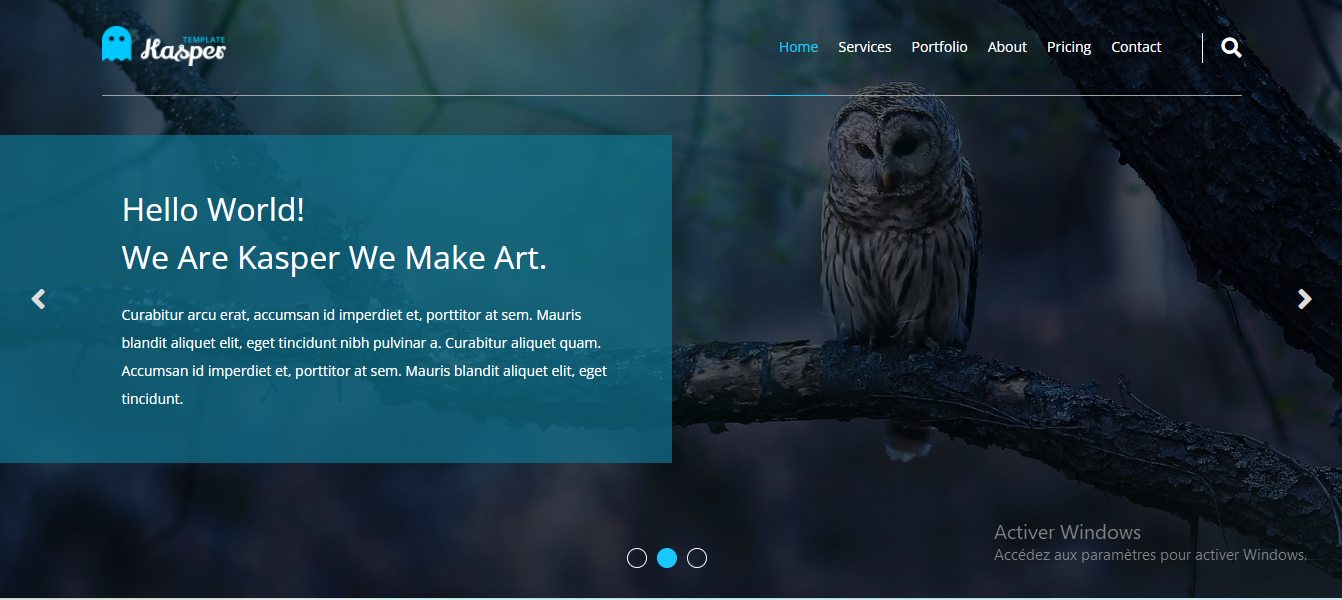 TEMPLATE
Kasper
Home Services Portfolio About Pricing Contact
Hello World!
We Are Kasper We Make Art.
Curabitur arcu erat, accumsan id imperdiet et, porttitor at sem. Mauris
blandit aliquet elit, eget tincidunt nibh pulvinar a. Curabitur aliquet quam.
Accumsan id imperdiet et, porttitor at sem. Mauris blandit aliquet elit, eget
tincidunt.
Activer Windows
Accédez aux paramètres pour activer Windows.